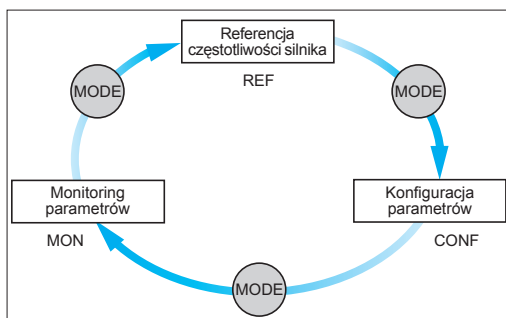 Referencja
częstotliwości silnika
REF
MODE
MODE
Monitoring
parametrów
MON
Konfiguracja
parametrów
CONF
MODE